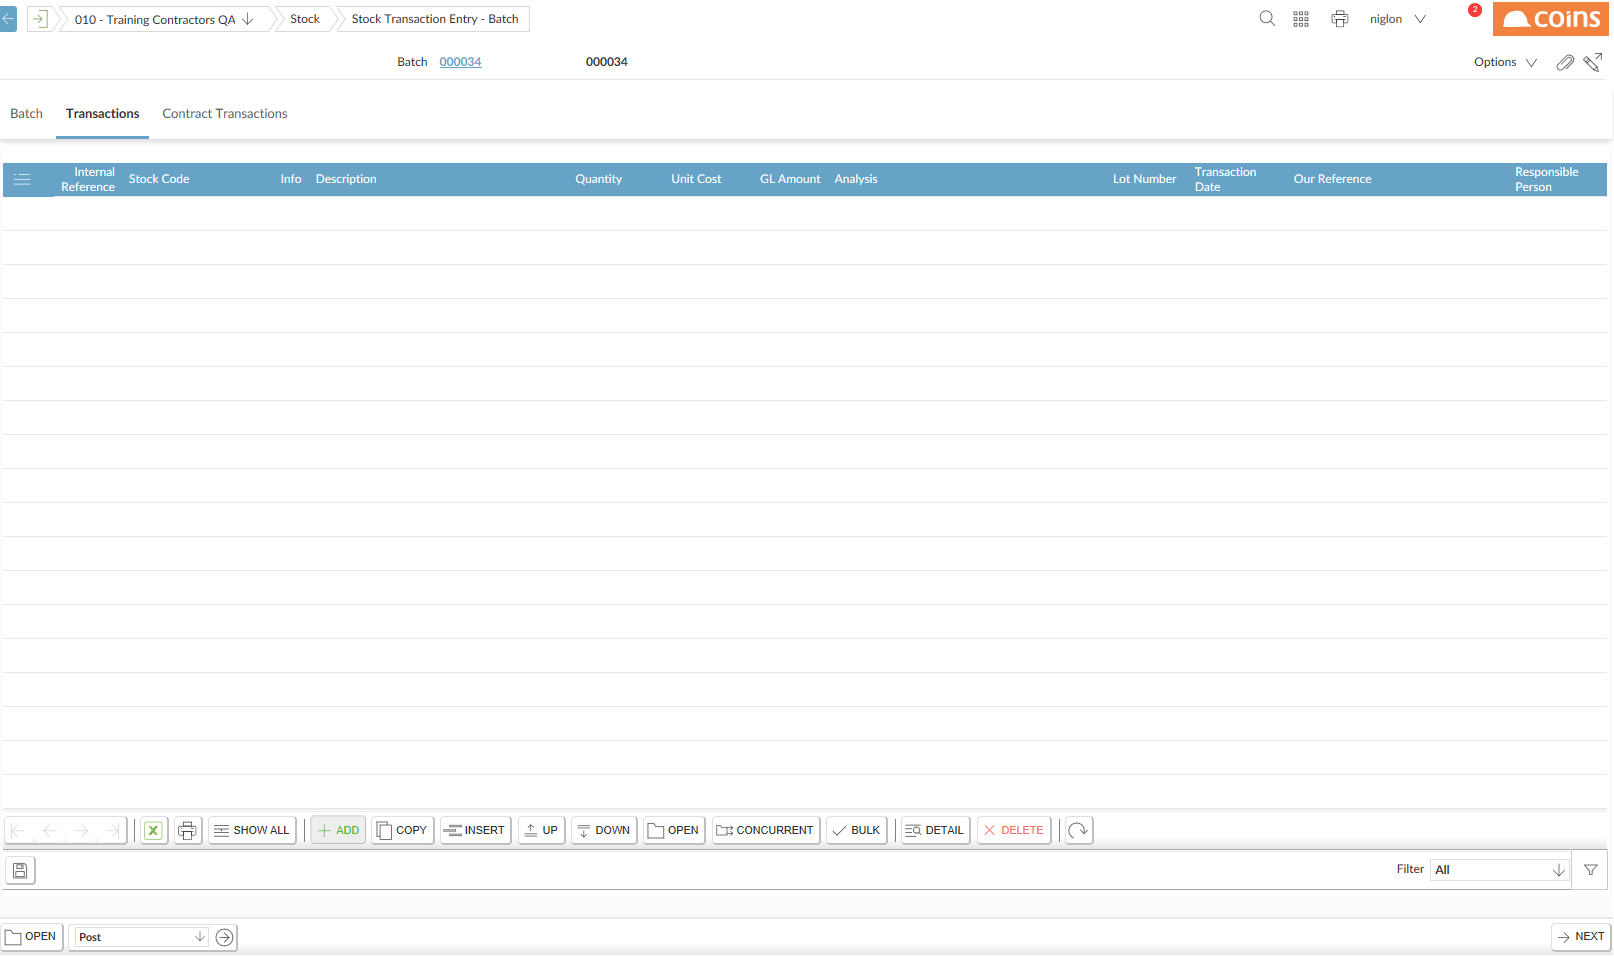 010 - Training Contractors QA Stock Stock Transaction Entry - Batch niglon 2 coins
Batch 000034 000034 Options
Batch Transactions Contract Transactions
Internal Reference Stock Code Info Description Quantity Unit Cost GL Amount Analysis Lot Number Transaction Date Our Reference Responsible Person
X SHOW ALL ADD COPY INSERT UP DOWN OPEN CONCURRENT BULK DETAIL DELETE
Filter All
OPEN Post NEXT